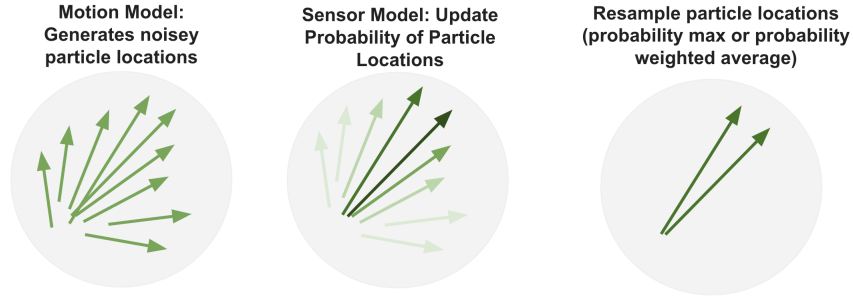 Motion Model:
Generates noisey
particle locations
Sensor Model: Update
Probability of Particle
Locations
Resample particle locations
(probability max or probability
weighted average)